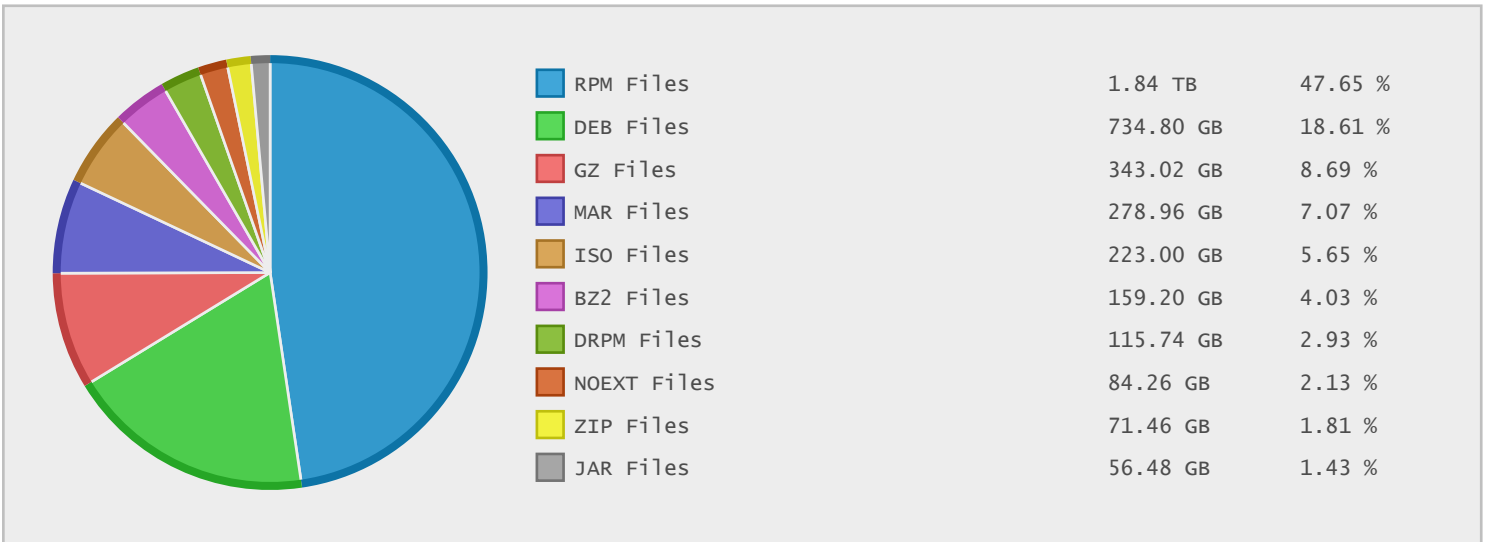 RPM Files 1.84 TB 47.65 %
DEB Files 734.80 GB 18.61 %
GZ Files 343.02 GB 8.69 %
MAR Files 278.96 GB 7.07 %
ISO Files 223.00 GB 5.65 %
BZ2 Files 159.20 GB 4.03 %
DRPM Files 115.74 GB 2.93 %
NOEXT Files 84.26 GB 2.13 %
ZIP Files 71.46 GB 1.81 %
JAR Files 56.48 GB 1.43 %